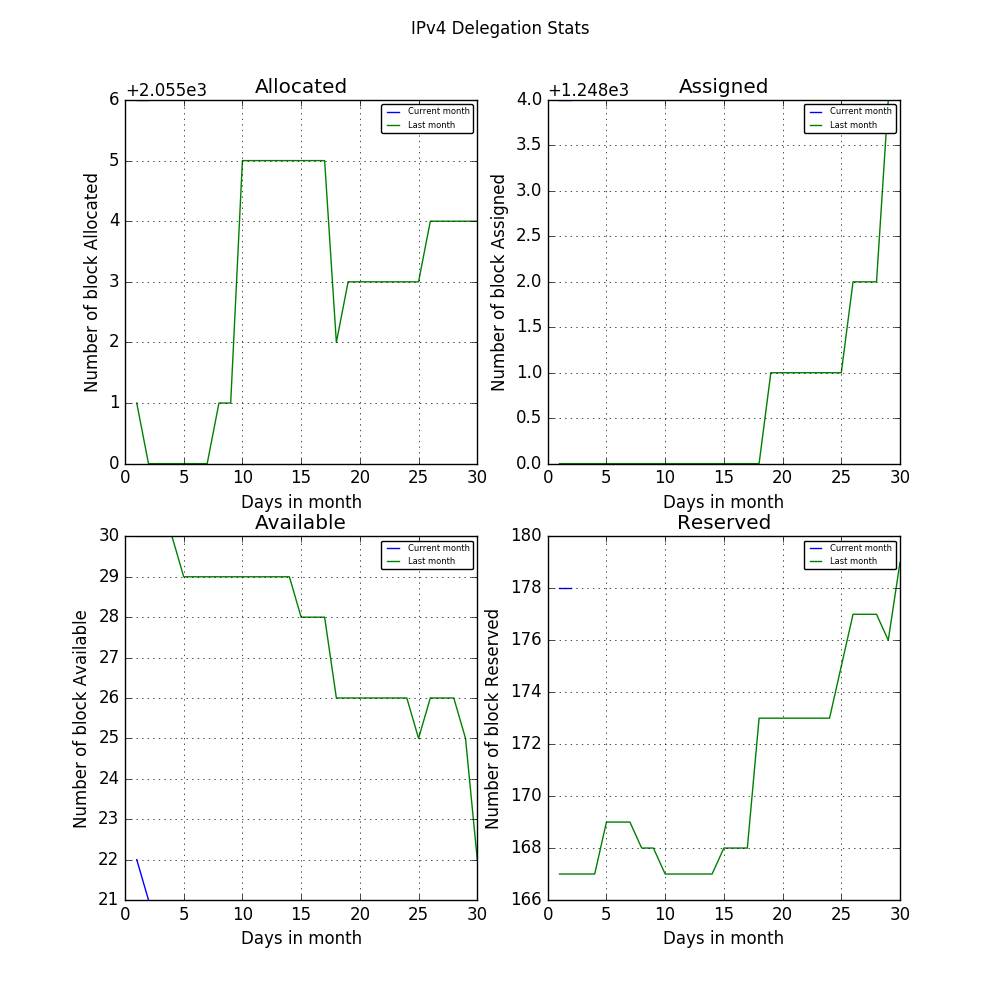 IPv4 Delegation Stats
Allocated
+2.055e3
Current month
Last month
6
5
4
3
2
1
0
Number of block Allocated
0 5 10 15 20 25 30
Days in month
Assigned
+1.248e3
Current month
Last month
4.0
3.5
3.0
2.5
2.0
1.5
1.0
0.5
0.0
Number of block Assigned
0 5 10 15 20 25 30
Days in month
Available
Current month
Last month
30
29
28
27
26
25
24
23
22
21
Number of block Available
0 5 10 15 20 25 30
Days in month
Reserved
Current month
Last month
180
178
176
174
172
170
168
166
Number of block Reserved
0 5 10 15 20 25 30
Days in month